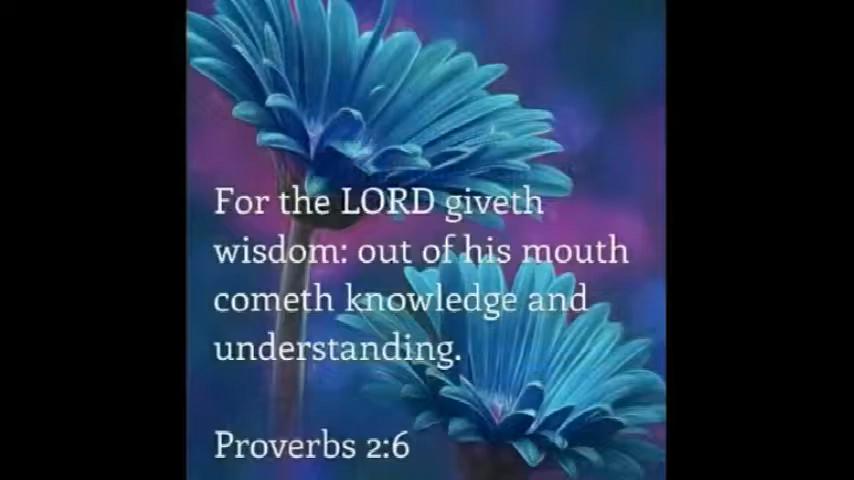 For the LORD giveth
wisdom: out of his mouth
cometh knowledge and
understanding.
Proverbs 2:6